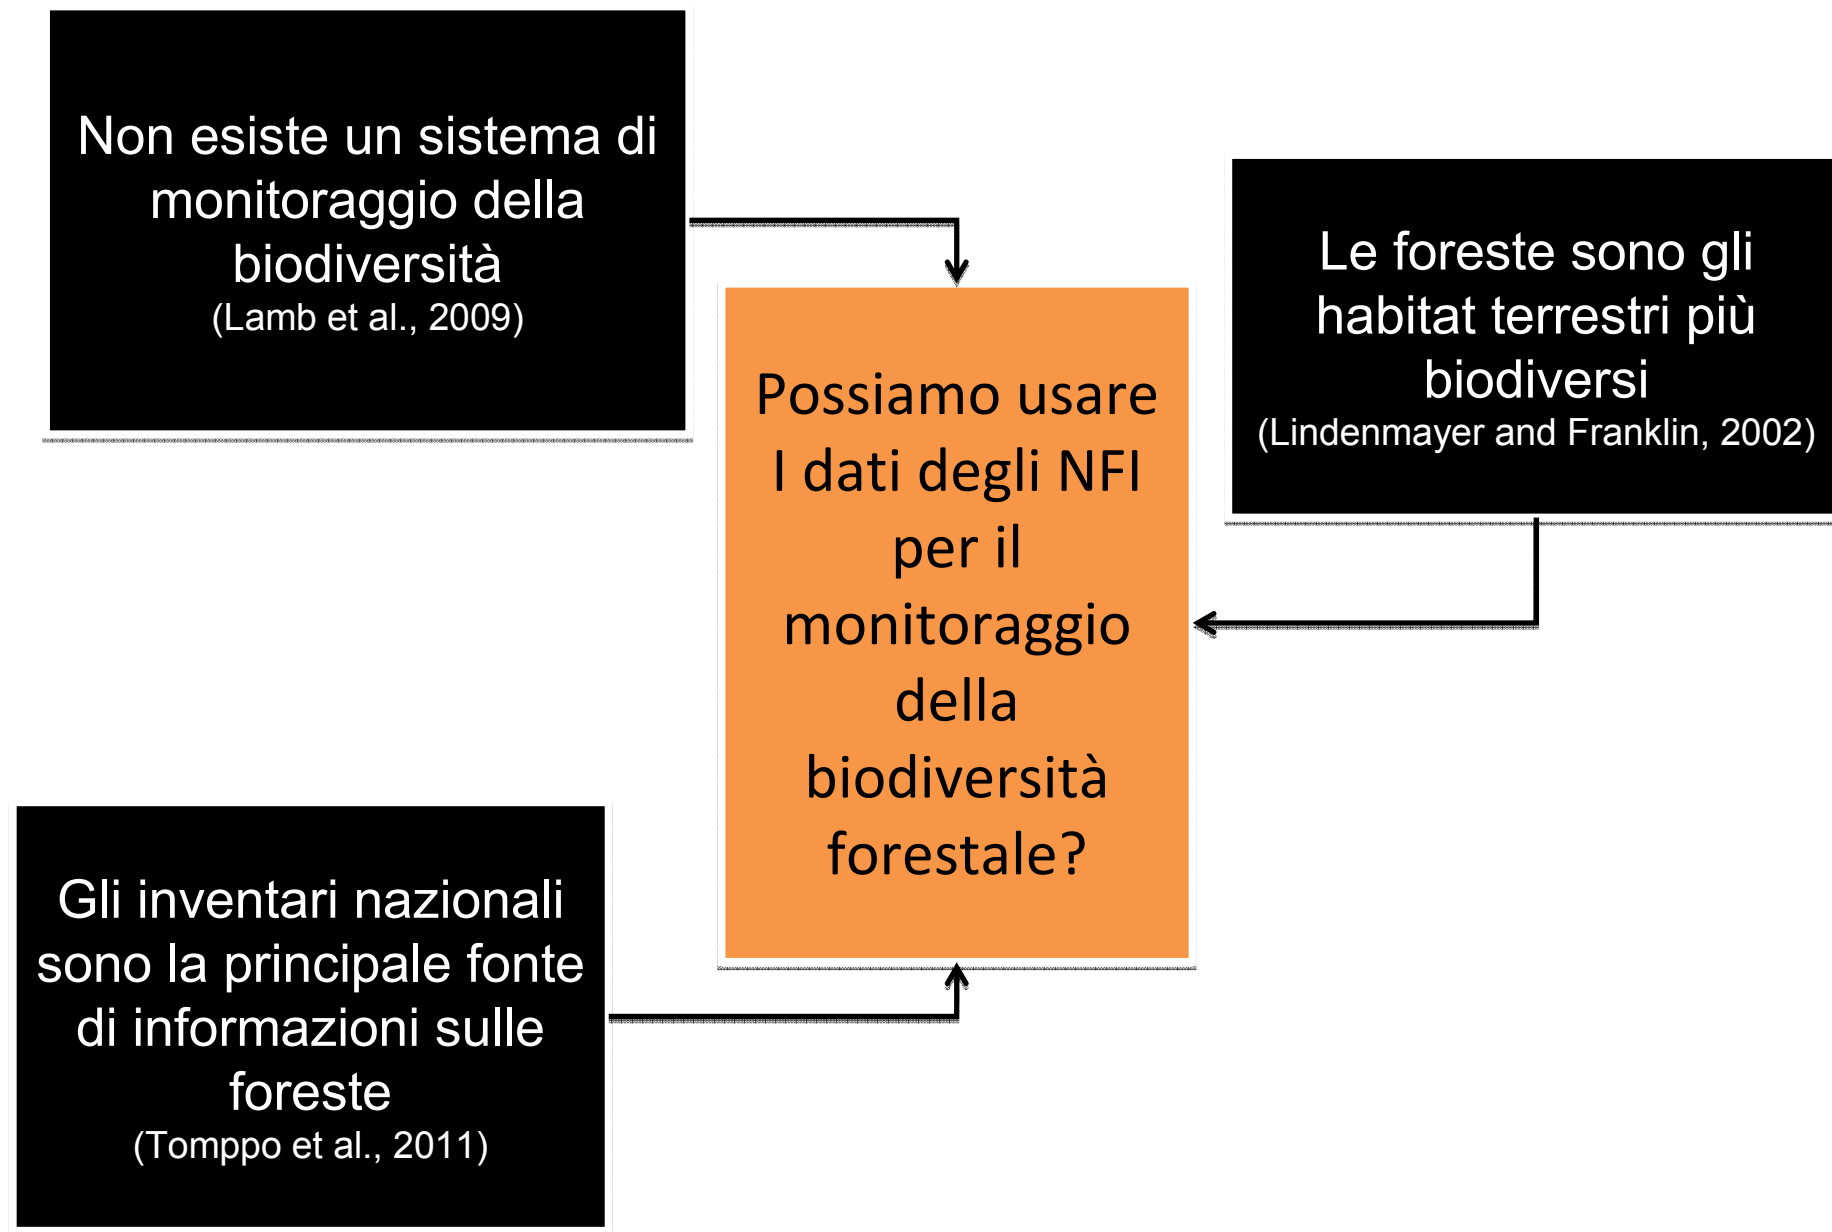 Non esiste un sistema di
monitoraggio della
biodiversità
(Lamb et al., 2009)
Le foreste sono gli
habitat terrestri più
biodiversi
(Lindenmayer and Franklin, 2002)
Possiamo usare
I dati degli NFI
per il
monitoraggio
della
biodiversità
forestale?
Gli inventari nazionali
sono la principale fonte
di informazioni sulle
foreste
(Tomppo et al., 2011)